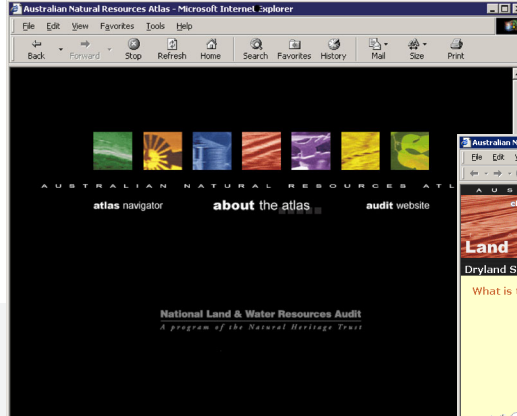 Australian Natural Resources Atlas - Microsoft Internet Explorer
File Edit View Favorites Tools Help
Back Forward Stop Refresh Home Search Favorites History Mail Size Print
AUSTRALIAN NATURAL RESOURCES ATL
atlas navigator about the atlas audit website
National Land & Water Resources Audit
A program of the Natural Heritage Trust
Australian N
File Edit
A U S
Land
Dryland S
What is